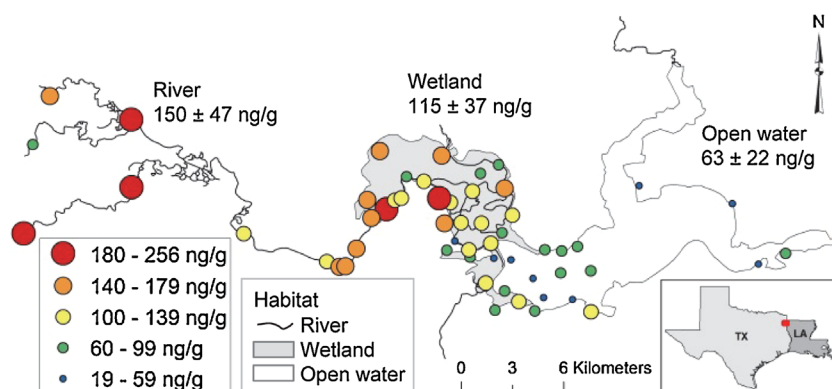 N
River
150 ± 47 ng/g
Wetland
115 ± 37 ng/g
Open water
63 ± 22 ng/g
180 - 256 ng/g
140 - 179 ng/g
100 - 139 ng/g
60 - 99 ng/g
19 - 59 ng/g
Habitat
River
Wetland
Open water
0 3 6 Kilometers
TX
LA